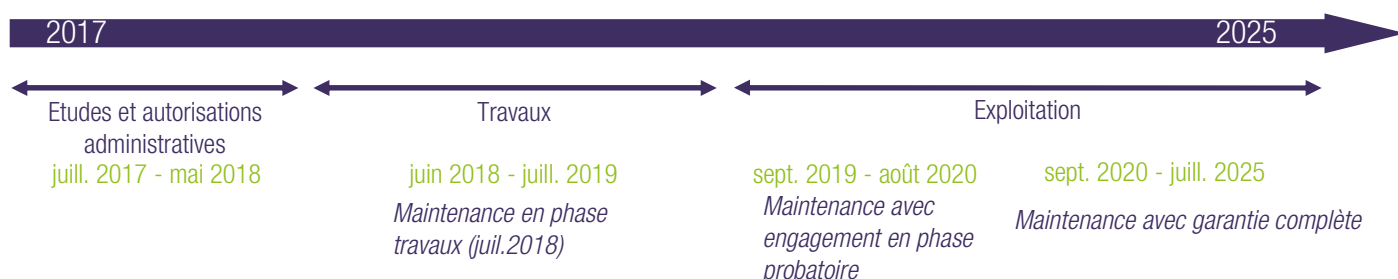 2017
2025
Etudes et autorisations
administratives
juill. 2017 - mai 2018
Travaux
juin 2018 - juill. 2019
Maintenance en phase
travaux (juil.2018)
Exploitation
sept. 2019 - août 2020
Maintenance avec
engagement en phase
probatoire
sept. 2020 - juill. 2025
Maintenance avec garantie complète